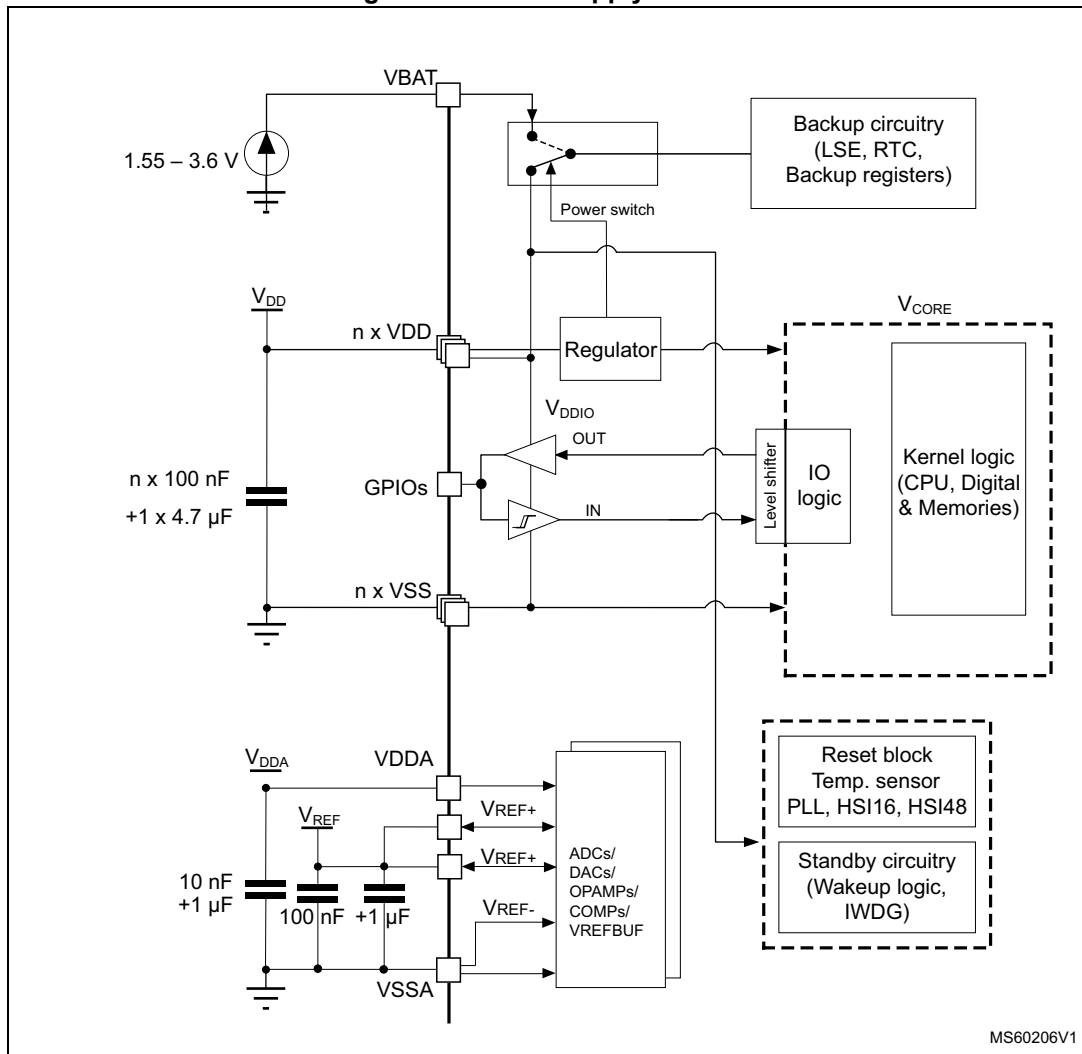 VBAT
1.55 – 3.6 V
Power switch
Backup circuitry
(LSE, RTC,
Backup registers)
VDD
n x VDD
Regulator
VCORE
VDDIO
OUT
GPIOs
IN
Level shifter
IO
logic
Kernel logic
(CPU, Digital
& Memories)
n x 100 nF
+1 x 4.7 µF
n x VSS
Reset block
Temp. sensor
PLL, HSI16, HSI48
Standby circuitry
(Wakeup logic,
IWDG)
VDDA
VDDA
VREF
VREF+
VREF+
VREF-
10 nF
+1 µF
100 nF
+1 µF
ADCs/
DACs/
OPAMPs/
COMPs/
VREFBUF
VSSA
MS60206V1